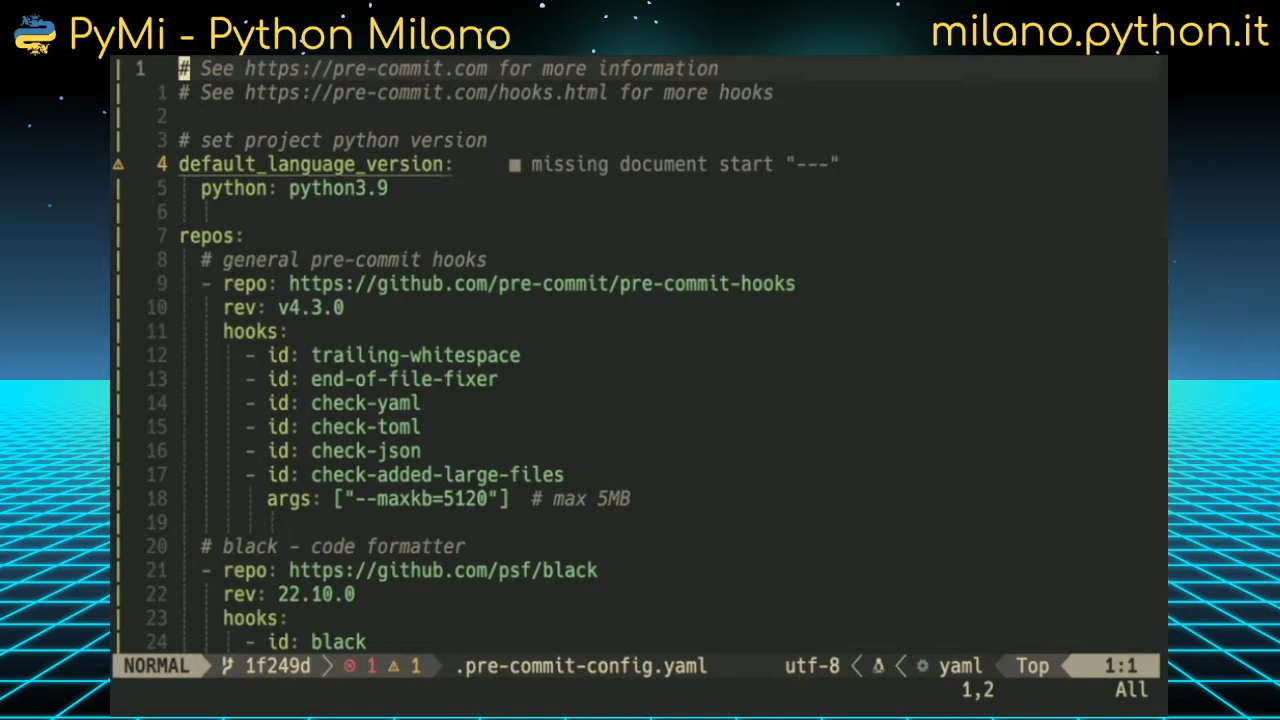 PyMi - Python Milano
milano.python.it
1 # See https://pre-commit.com for more information
1 # See https://pre-commit.com/hooks.html for more hooks
2
3 # set project python version
4 default_language_version: ■ missing document start "---"
5 python: python3.9
6
7 repos:
8 # general pre-commit hooks
9 - repo: https://github.com/pre-commit/pre-commit-hooks
10 rev: v4.3.0
11 hooks:
12 - id: trailing-whitespace
13 - id: end-of-file-fixer
14 - id: check-yaml
15 - id: check-toml
16 - id: check-json
17 - id: check-added-large-files
18 args: ["--maxkb=5120"] # max 5MB
19
20 # black - code formatter
21 - repo: https://github.com/psf/black
22 rev: 22.10.0
23 hooks:
24 - id: black
NORMAL 1f249d 1 1 .pre-commit-config.yaml utf-8 yaml Top 1:1
1,2 All